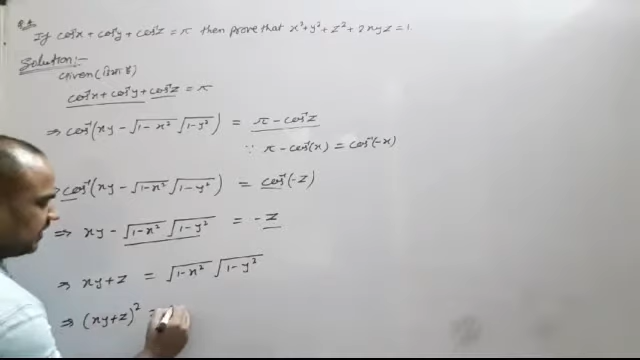 If cos⁻¹x + cos⁻¹y + cos⁻¹z = π then prove that x²+y²+z²+2xyz=1.
Solution:-
Given (दिया है)
cos⁻¹x + cos⁻¹y + cos⁻¹z = π
⇒ cos⁻¹(xy - √1-x² √1-y²) = π - cos⁻¹z
∵ π - cos⁻¹(x) = cos⁻¹(-x)
⇒ cos⁻¹(xy - √1-x² √1-y²) = cos⁻¹(-z)
⇒ xy - √1-x² √1-y² = -z
⇒ xy+z = √1-x² √1-y²
⇒ (xy+z)² =